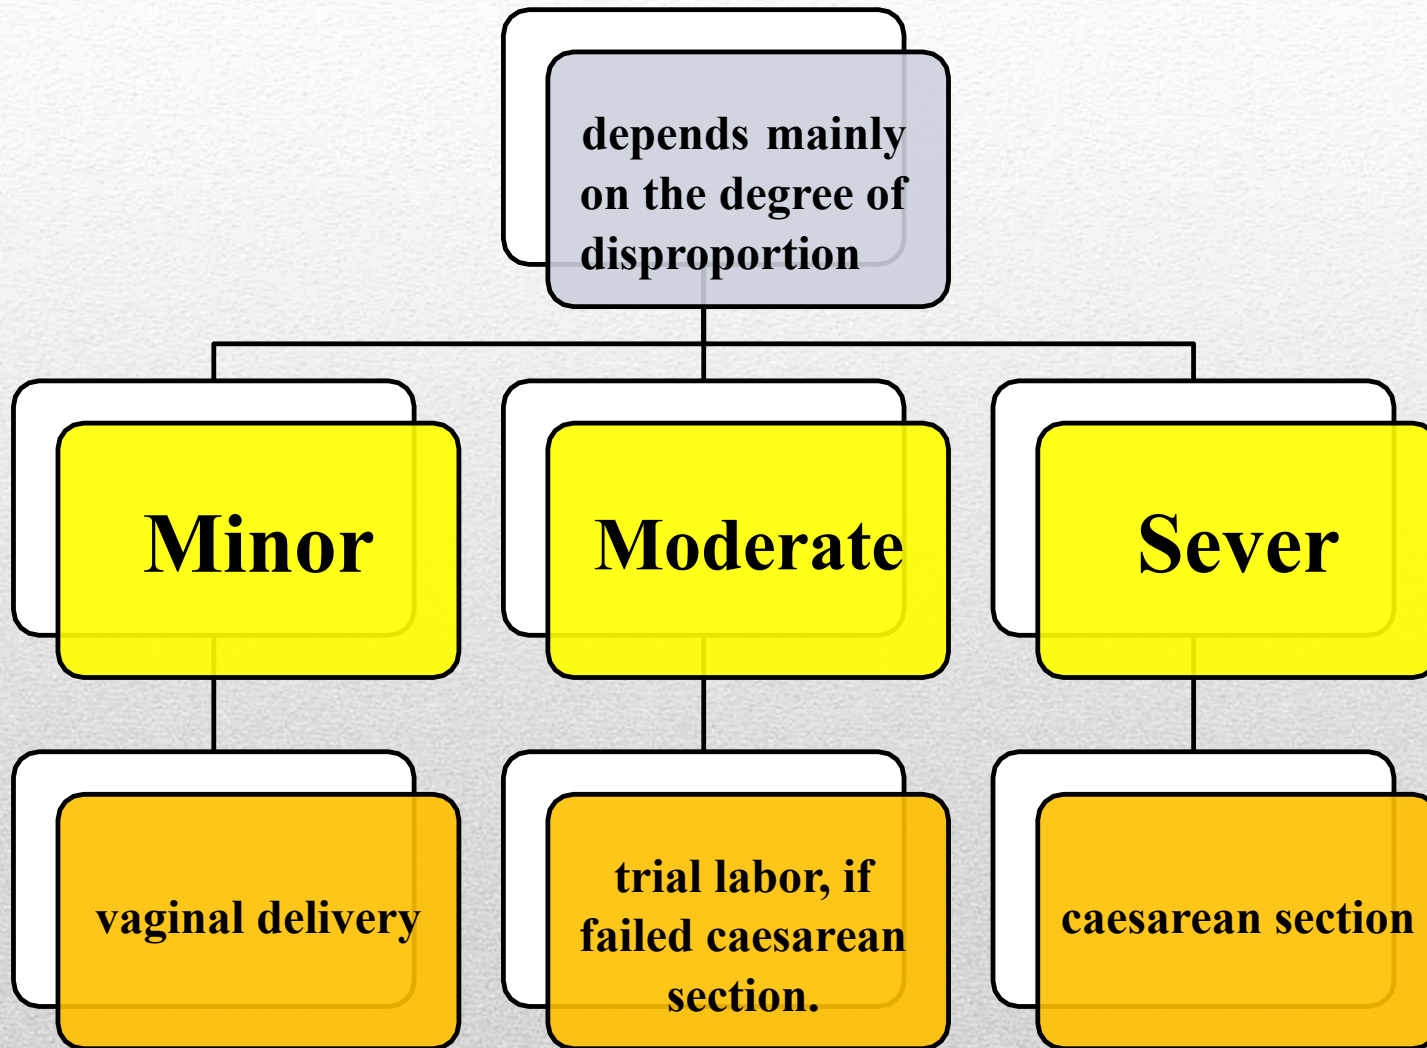 depends mainly
on the degree of
disproportion
Minor
Moderate
Sever
vaginal delivery
trial labor, if
failed caesarean
section.
caesarean section